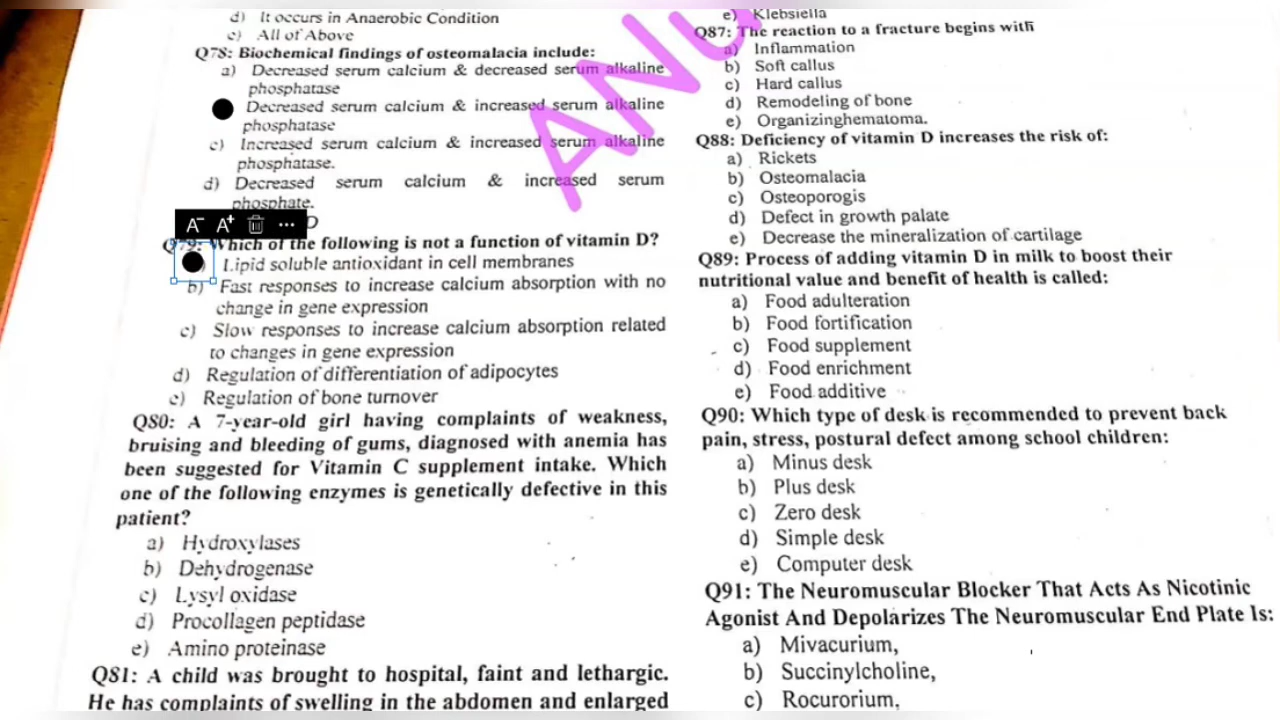 d) It occurs in Anaerobic Condition
e) All of Above
Q78: Biochemical findings of osteomalacia include:
a) Decreased serum calcium & decreased serum alkaline
phosphatase
Decreased serum calcium & increased serum alkaline
phosphatase
c) Increased serum calcium & increased serum alkaline
phosphatase.
d) Decreased serum calcium & increased serum
phosphate.
A- A+ ...
D
Q79: Which of the following is not a function of vitamin D?
) Lipid soluble antioxidant in cell membranes
b) Fast responses to increase calcium absorption with no
change in gene expression
c) Slow responses to increase calcium absorption related
to changes in gene expression
d) Regulation of differentiation of adipocytes
e) Regulation of bone turnover
Q80: A 7-year-old girl having complaints of weakness,
bruising and bleeding of gums, diagnosed with anemia has
been suggested for Vitamin C supplement intake. Which
one of the following enzymes is genetically defective in this
patient?
a) Hydroxylases
b) Dehydrogenase
c) Lysyl oxidase
d) Procollagen peptidase
e) Amino proteinase
Q81: A child was brought to hospital, faint and lethargic.
He has complaints of swelling in the abdomen and enlarged
e) Klebsiella
Q87: The reaction to a fracture begins with
a) Inflammation
b) Soft callus
c) Hard callus
d) Remodeling of bone
e) Organizinghematoma.
Q88: Deficiency of vitamin D increases the risk of:
a) Rickets
b) Osteomalacia
c) Osteoporogis
d) Defect in growth palate
e) Decrease the mineralization of cartilage
Q89: Process of adding vitamin D in milk to boost their
nutritional value and benefit of health is called:
a) Food adulteration
b) Food fortification
c) Food supplement
d) Food enrichment
e) Food additive
Q90: Which type of desk is recommended to prevent back
pain, stress, postural defect among school children:
a) Minus desk
b) Plus desk
c) Zero desk
d) Simple desk
e) Computer desk
Q91: The Neuromuscular Blocker That Acts As Nicotinic
Agonist And Depolarizes The Neuromuscular End Plate Is:
a) Mivacurium,
b) Succinylcholine,
c) Rocurorium,